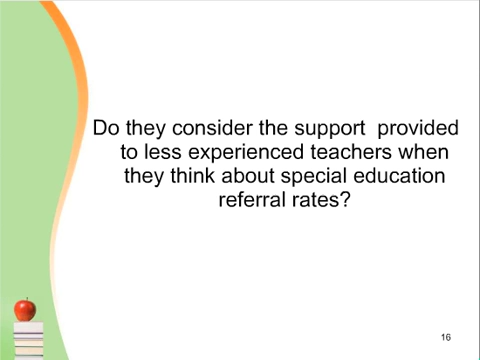 Do they consider the support  provided
to less experienced teachers when
they think about special education
referral rates?
16